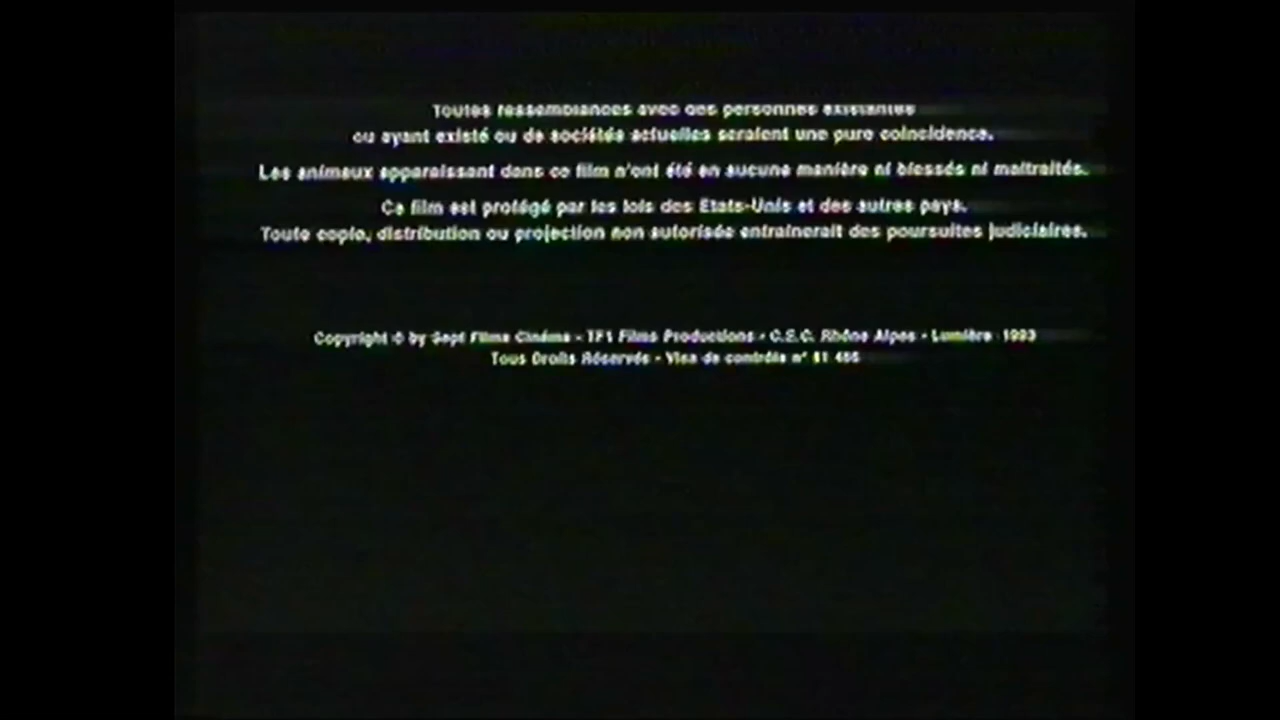 Toutes ressemblances avec des personnes existantes
ou ayant existé ou de sociétés actuelles seraient une pure coïncidence.
Les animaux apparaissant dans ce film n'ont été en aucune manière ni blessés ni maltraités.
Ce film est protégé par les lois des Etats-Unis et des autres pays.
Toute copie, distribution ou projection non autorisée entrainerait des poursuites judiciaires.
Copyright © by Sept Films Cinéma - TF1 Films Productions - C.E.C. Rhône Alpes - Lumière 1993
Tous Droits Réservés - Visa de contrôle n°